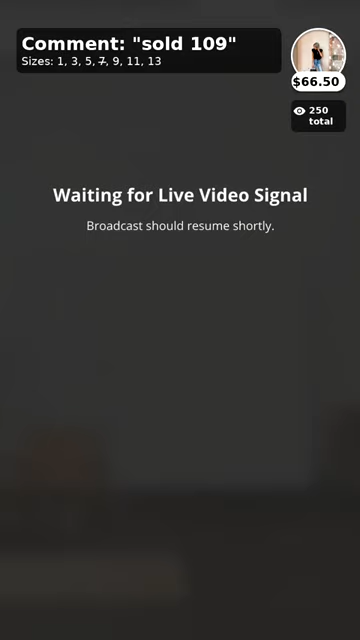 Comment: "sold 109"
Sizes: 1, 3, 5, 7, 9, 11, 13
$66.50
250
total
Waiting for Live Video Signal
Broadcast should resume shortly.